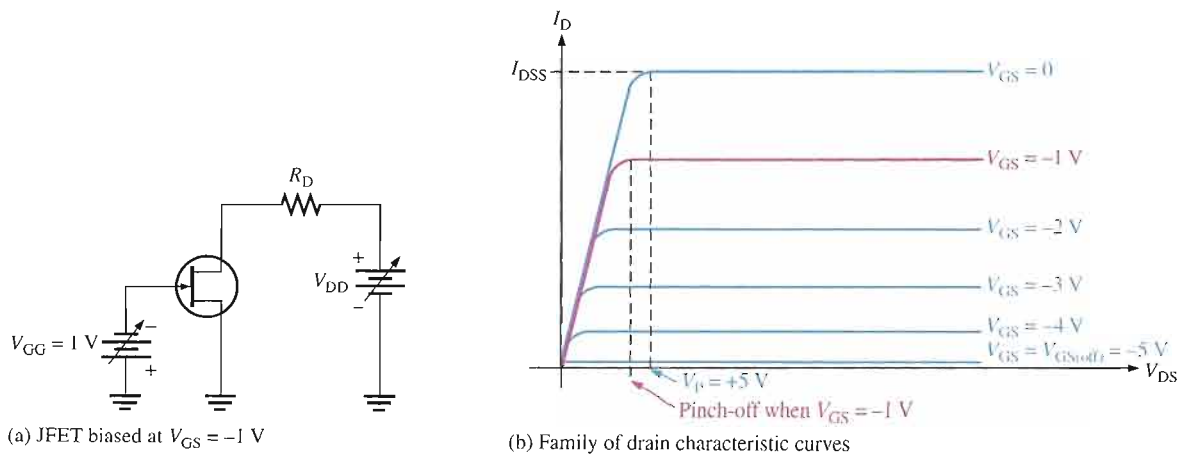 R_D
+
V_DD
−
V_GG = 1 V
−
+
(a) JFET biased at V_GS = −1 V
I_D
I_DSS
V_GS = 0
V_GS = −1 V
V_GS = −2 V
V_GS = −3 V
V_GS = −4 V
V_GS = V_GS(off) = −5 V
V_DS
V_P = +5 V
Pinch-off when V_GS = −1 V
(b) Family of drain characteristic curves